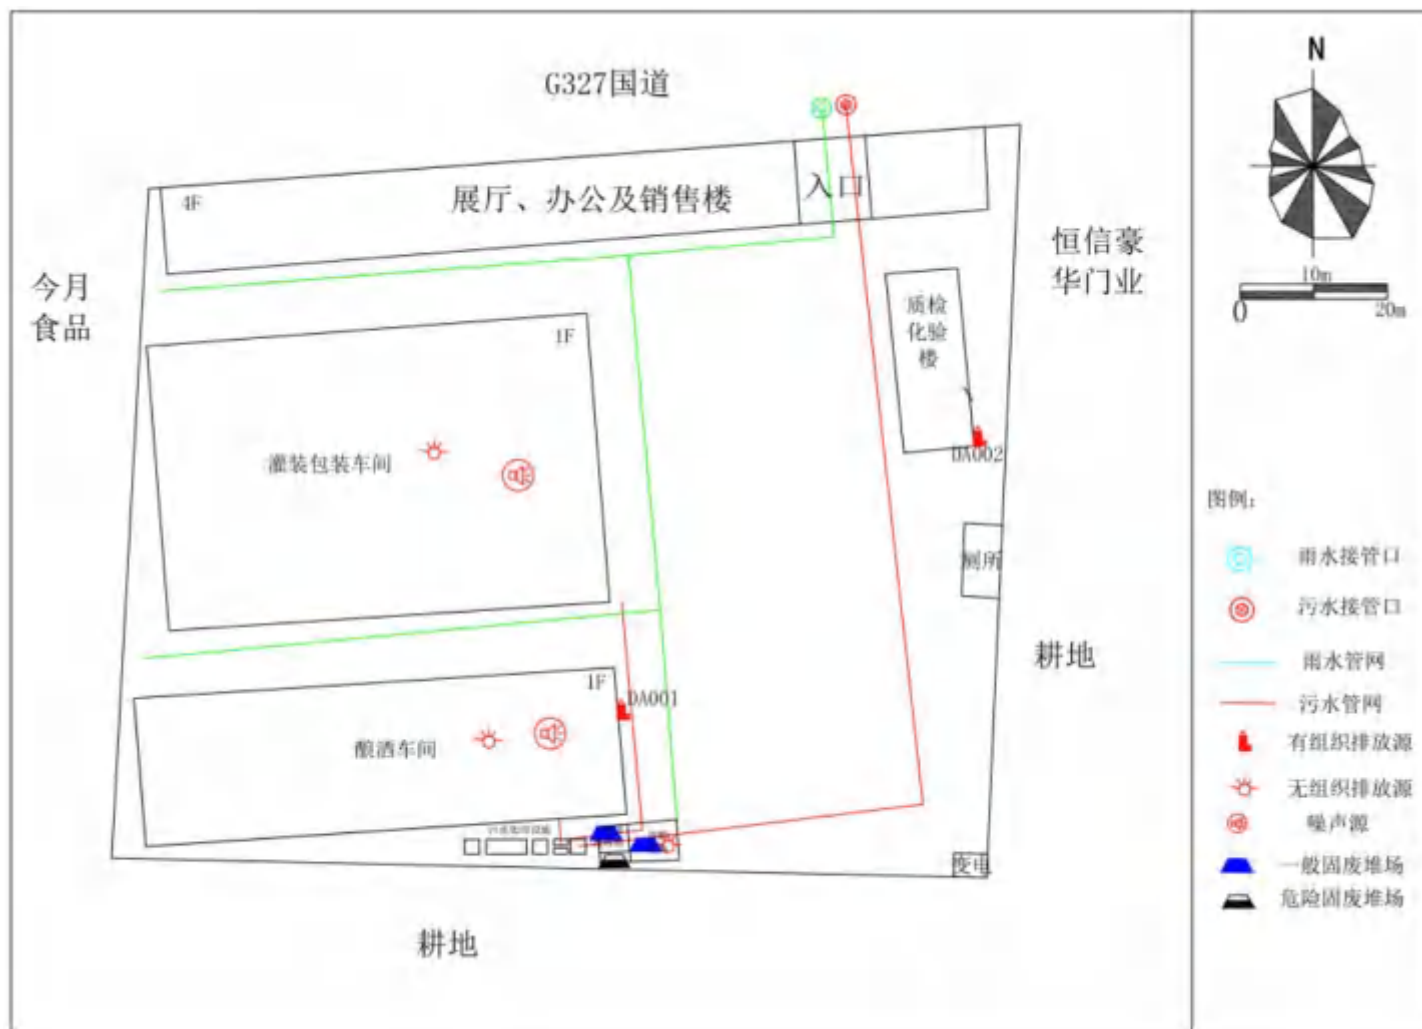 G327国道
4F
展厅、办公及销售楼
入口
今月
食品
恒信豪
华门业
质检
化验
楼
1F
灌装包装车间
DA002
厕所
耕地
1F
DA001
酿酒车间
变电
耕地
N
10m
0
20m
图例:
雨水接管口
污水接管口
雨水管网
污水管网
有组织排放源
无组织排放源
噪声源
一般固废堆场
危险固废堆场